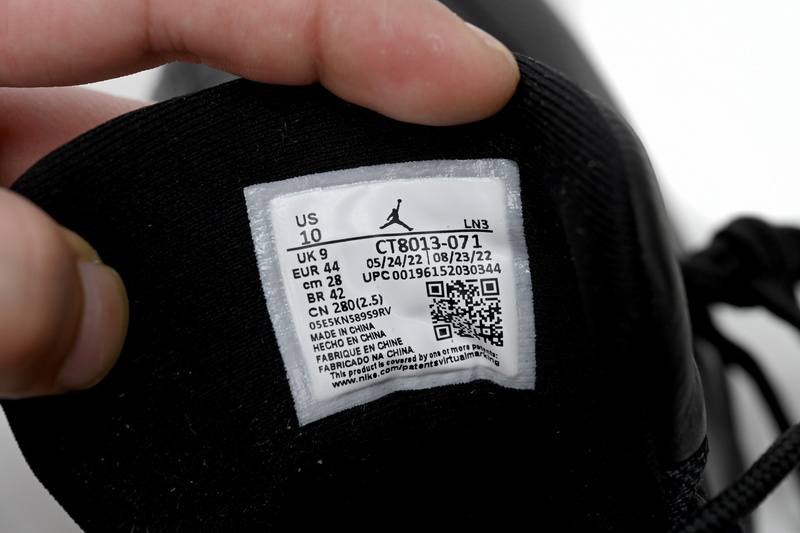 US
10
LN3
CT8013-071
UK 9
05/24/22 | 08/23/22
EUR 44
UPC 00196152030344
cm 28
BR 42
CN 280(2.5)
05E5KN589S9RV
MADE IN CHINA
HECHO EN CHINA
FABRIQUE EN CHINE
FABRICADO NA CHINA
This product is covered by one or more patents:
www.nike.com/patentsvirtualmarking